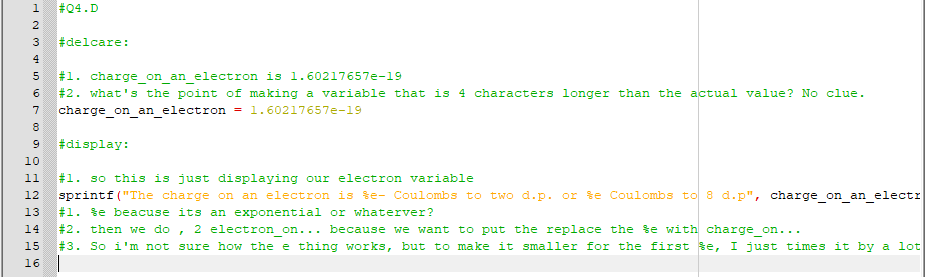 1 #Q4.D
2
3 #delcare:
4
5 #1. charge_on_an_electron is 1.60217657e-19
6 #2. what's the point of making a variable that is 4 characters longer than the actual value? No clue.
7 charge_on_an_electron = 1.60217657e-19
8
9 #display:
10
11 #1. so this is just displaying our electron variable
12 sprintf("The charge on an electron is %e- Coulombs to two d.p. or %e Coulombs to 8 d.p", charge_on_an_electr
13 #1. %e beacuse its an exponential or whaterver?
14 #2. then we do , 2 electron_on... because we want to put the replace the %e with charge_on...
15 #3. So i'm not sure how the e thing works, but to make it smaller for the first %e, I just times it by a lot
16